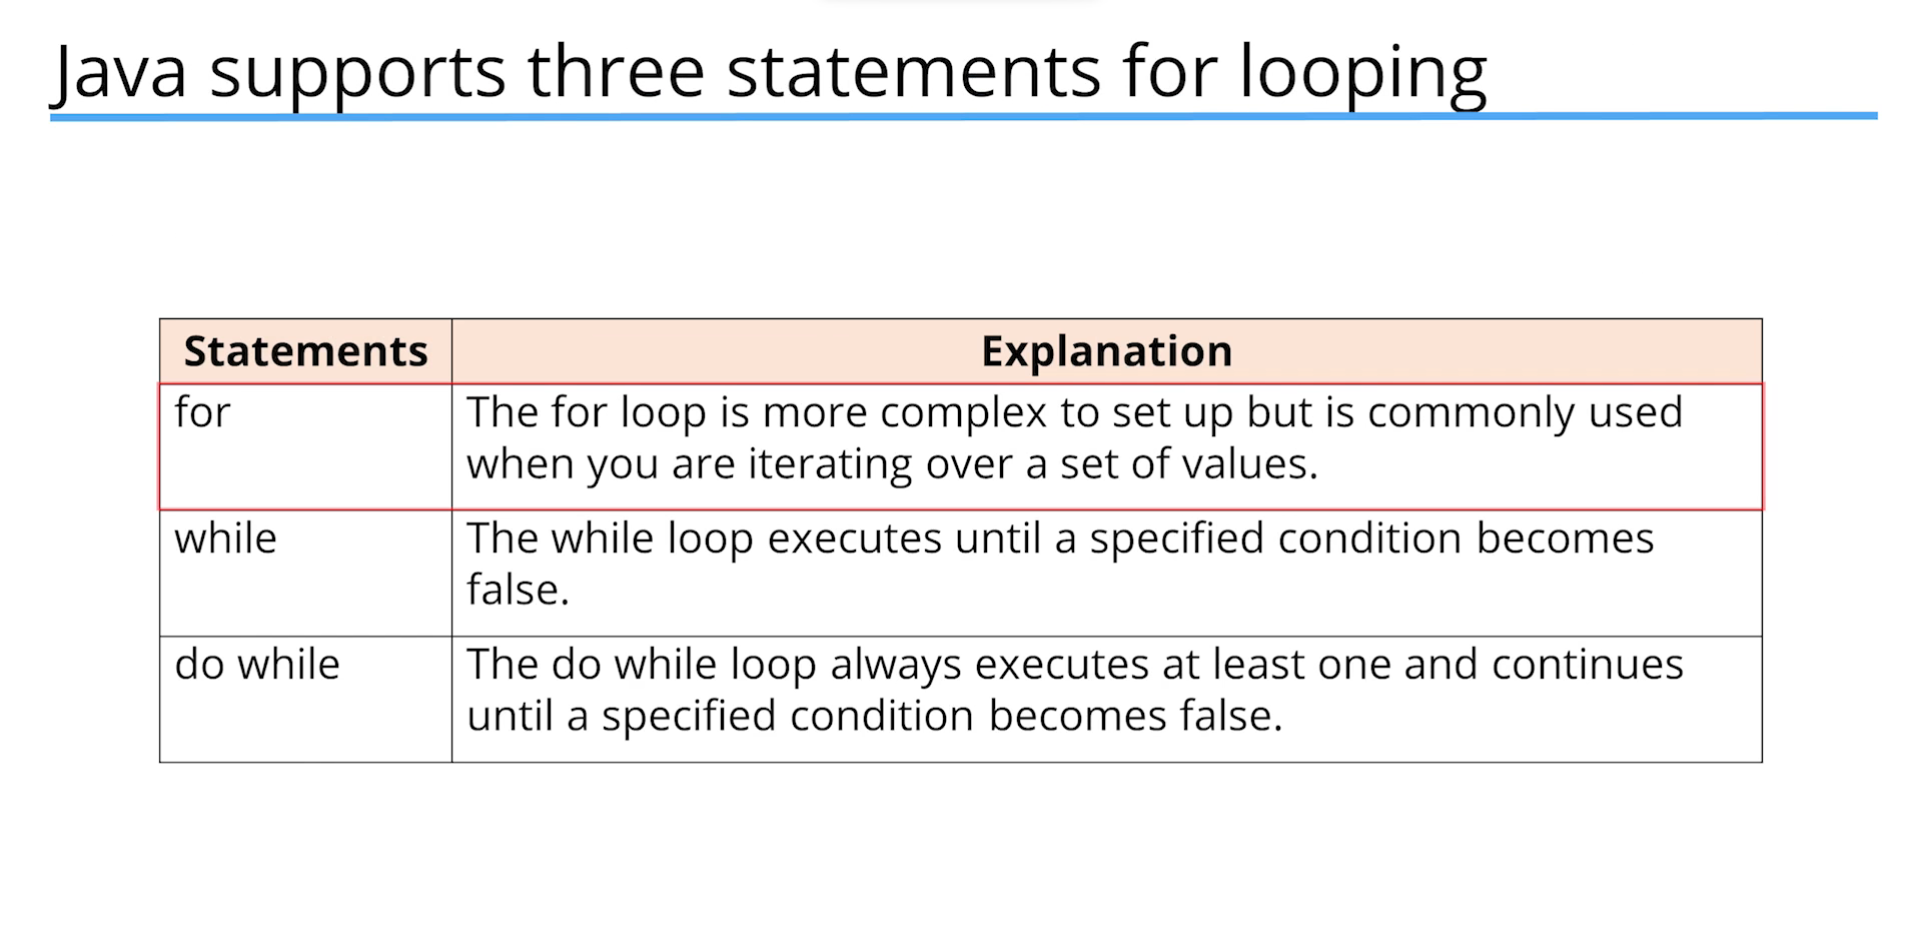 Java supports three statements for looping
Statements
Explanation
for
The for loop is more complex to set up but is commonly used
when you are iterating over a set of values.
while
The while loop executes until a specified condition becomes
false.
do while
The do while loop always executes at least one and continues
until a specified condition becomes false.